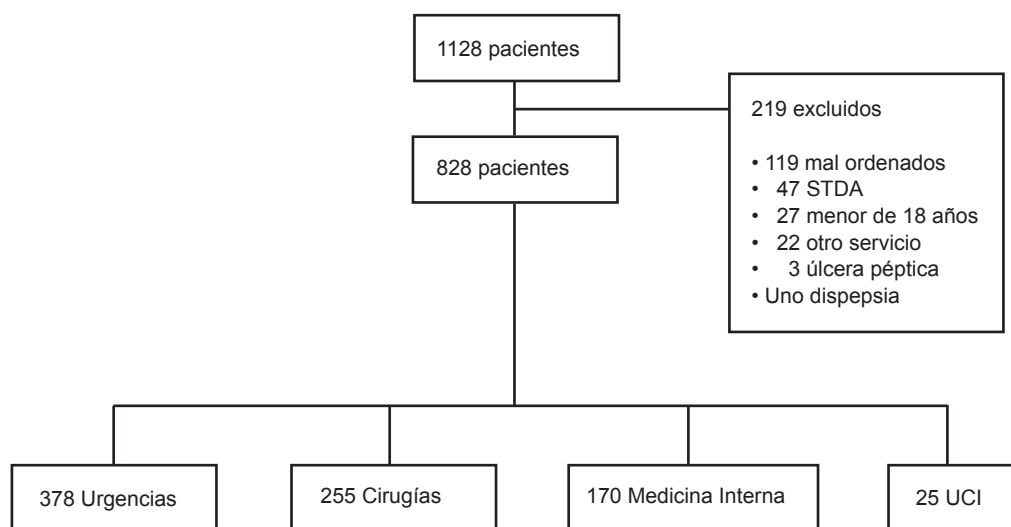 1128 pacientes
219 excluidos
• 119 mal ordenados
• 47 STDA
• 27 menor de 18 años
• 22 otro servicio
• 3 úlcera péptica
• Uno dispepsia
828 pacientes
378 Urgencias
255 Cirugías
170 Medicina Interna
25 UCI